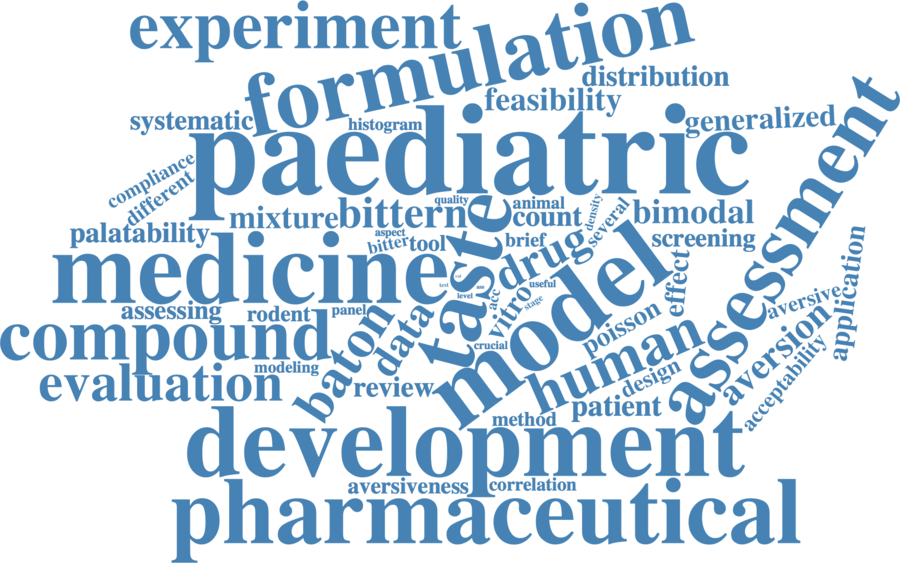 experiment
formulation
distribution
feasibility
systematic
histogram
generalized
paediatric
assessment
compliance
different
quality
animal
density
several
mixture
bittern
count
bimodal
palatability
aspect
bitter
tool
taste
brief
drug
screening
medicine
model
effect
application
rat
text
level
useful
acc
stage
vitro
assessing
rodent
panel
baton
data
poisson
aversive
compound
crucial
human
aversion
modeling
evaluation
review
design
acceptability
method
patient
development
aversiveness
correlation
pharmaceutical